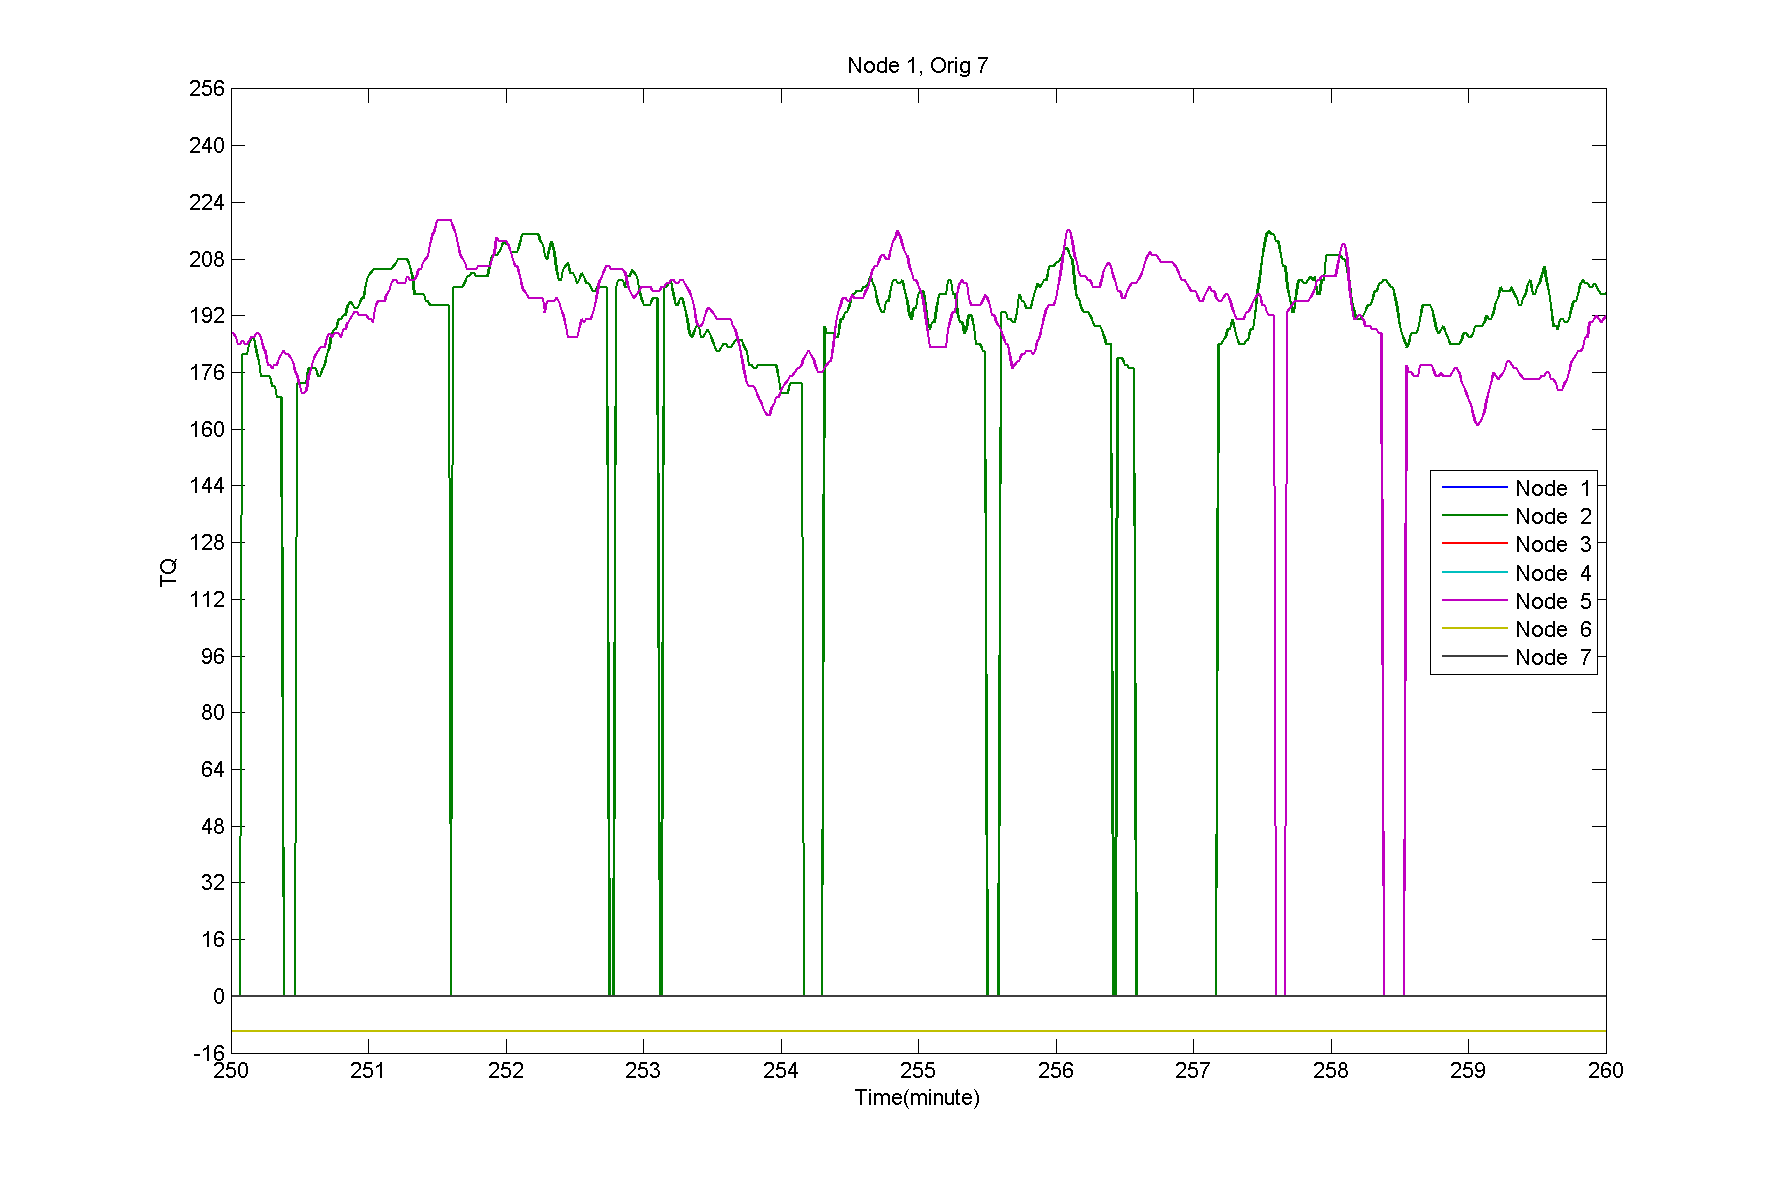 Node 1, Orig 7
256
240
224
208
192
176
160
144
128
112
96
80
64
48
32
16
0
-16
TQ
Node 1
Node 2
Node 3
Node 4
Node 5
Node 6
Node 7
250 251 252 253 254 255 256 257 258 259 260
Time(minute)